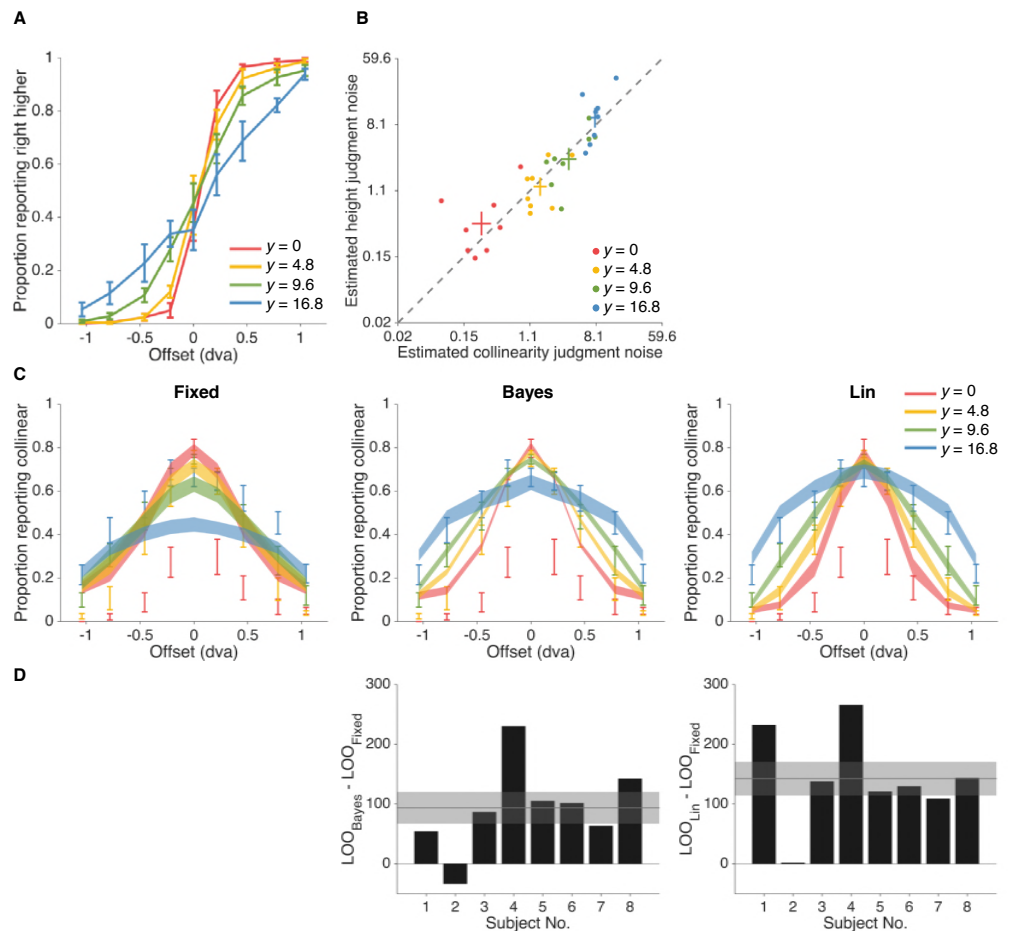 A
B
Proportion reporting right higher
1
0.8
0.6
0.4
0.2
0
-1
-0.5
0
0.5
1
Offset (dva)
y = 0
y = 4.8
y = 9.6
y = 16.8
Estimated height judgment noise
59.6
8.1
1.1
0.15
0.02
0.02
0.15
1.1
8.1
59.6
Estimated collinearity judgment noise
y = 0
y = 4.8
y = 9.6
y = 16.8
C
Fixed
Proportion reporting collinear
1
0.8
0.6
0.4
0.2
0
-1
-0.5
0
0.5
1
Offset (dva)
Bayes
Proportion reporting collinear
1
0.8
0.6
0.4
0.2
0
-1
-0.5
0
0.5
1
Offset (dva)
Lin
Proportion reporting collinear
1
0.8
0.6
0.4
0.2
0
-1
-0.5
0
0.5
1
Offset (dva)
y = 0
y = 4.8
y = 9.6
y = 16.8
D
LOO_Bayes - LOO_Fixed
300
200
100
0
1 2 3 4 5 6 7 8
Subject No.
LOO_Lin - LOO_Fixed
300
200
100
0
1 2 3 4 5 6 7 8
Subject No.